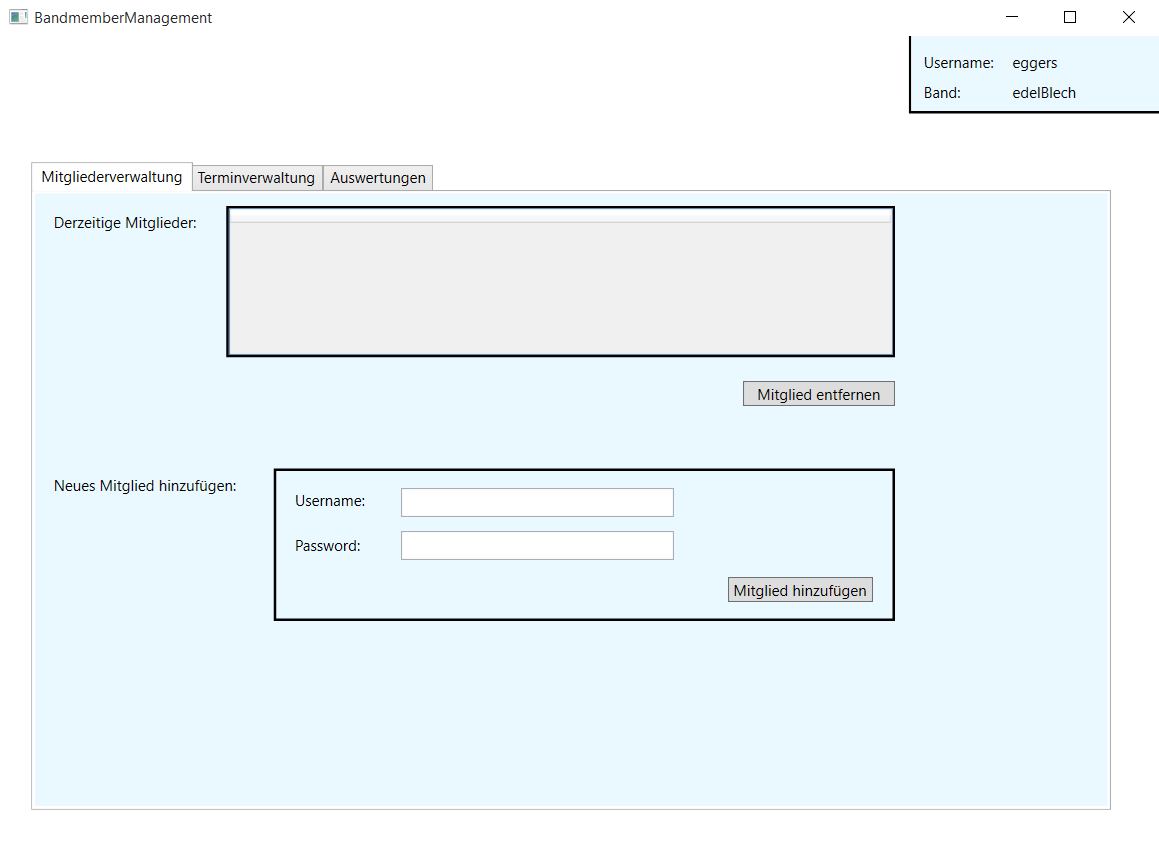 BandmemberManagement
Username: eggers
Band: edelBlech
Mitgliederverwaltung Terminverwaltung Auswertungen
Derzeitige Mitglieder:
Mitglied entfernen
Neues Mitglied hinzufügen:
Username:
Password:
Mitglied hinzufügen